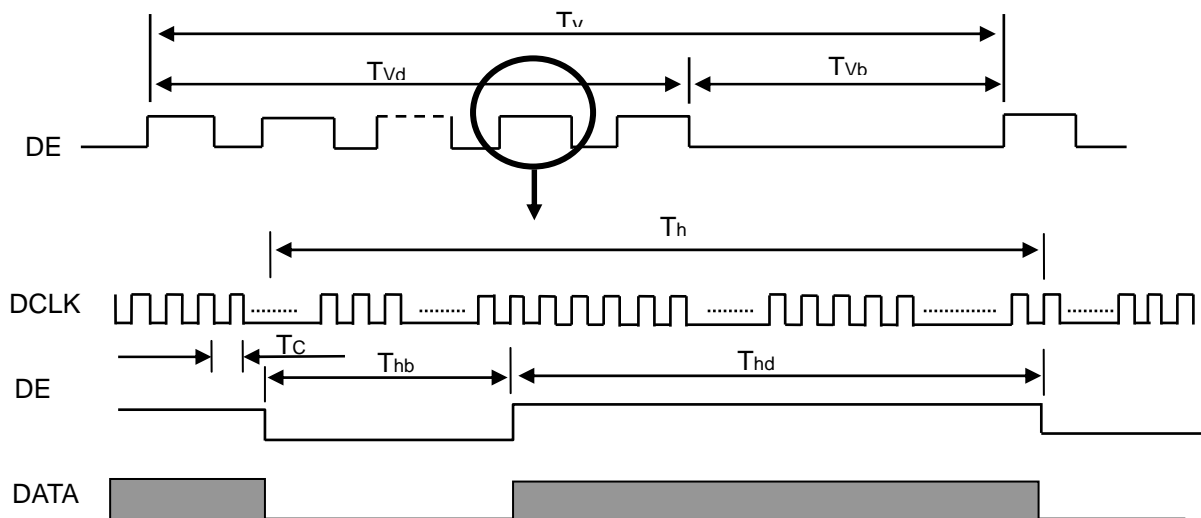 Tv
TVd
TVb
DE
Th
DCLK
TC
Thb
Thd
DE
DATA